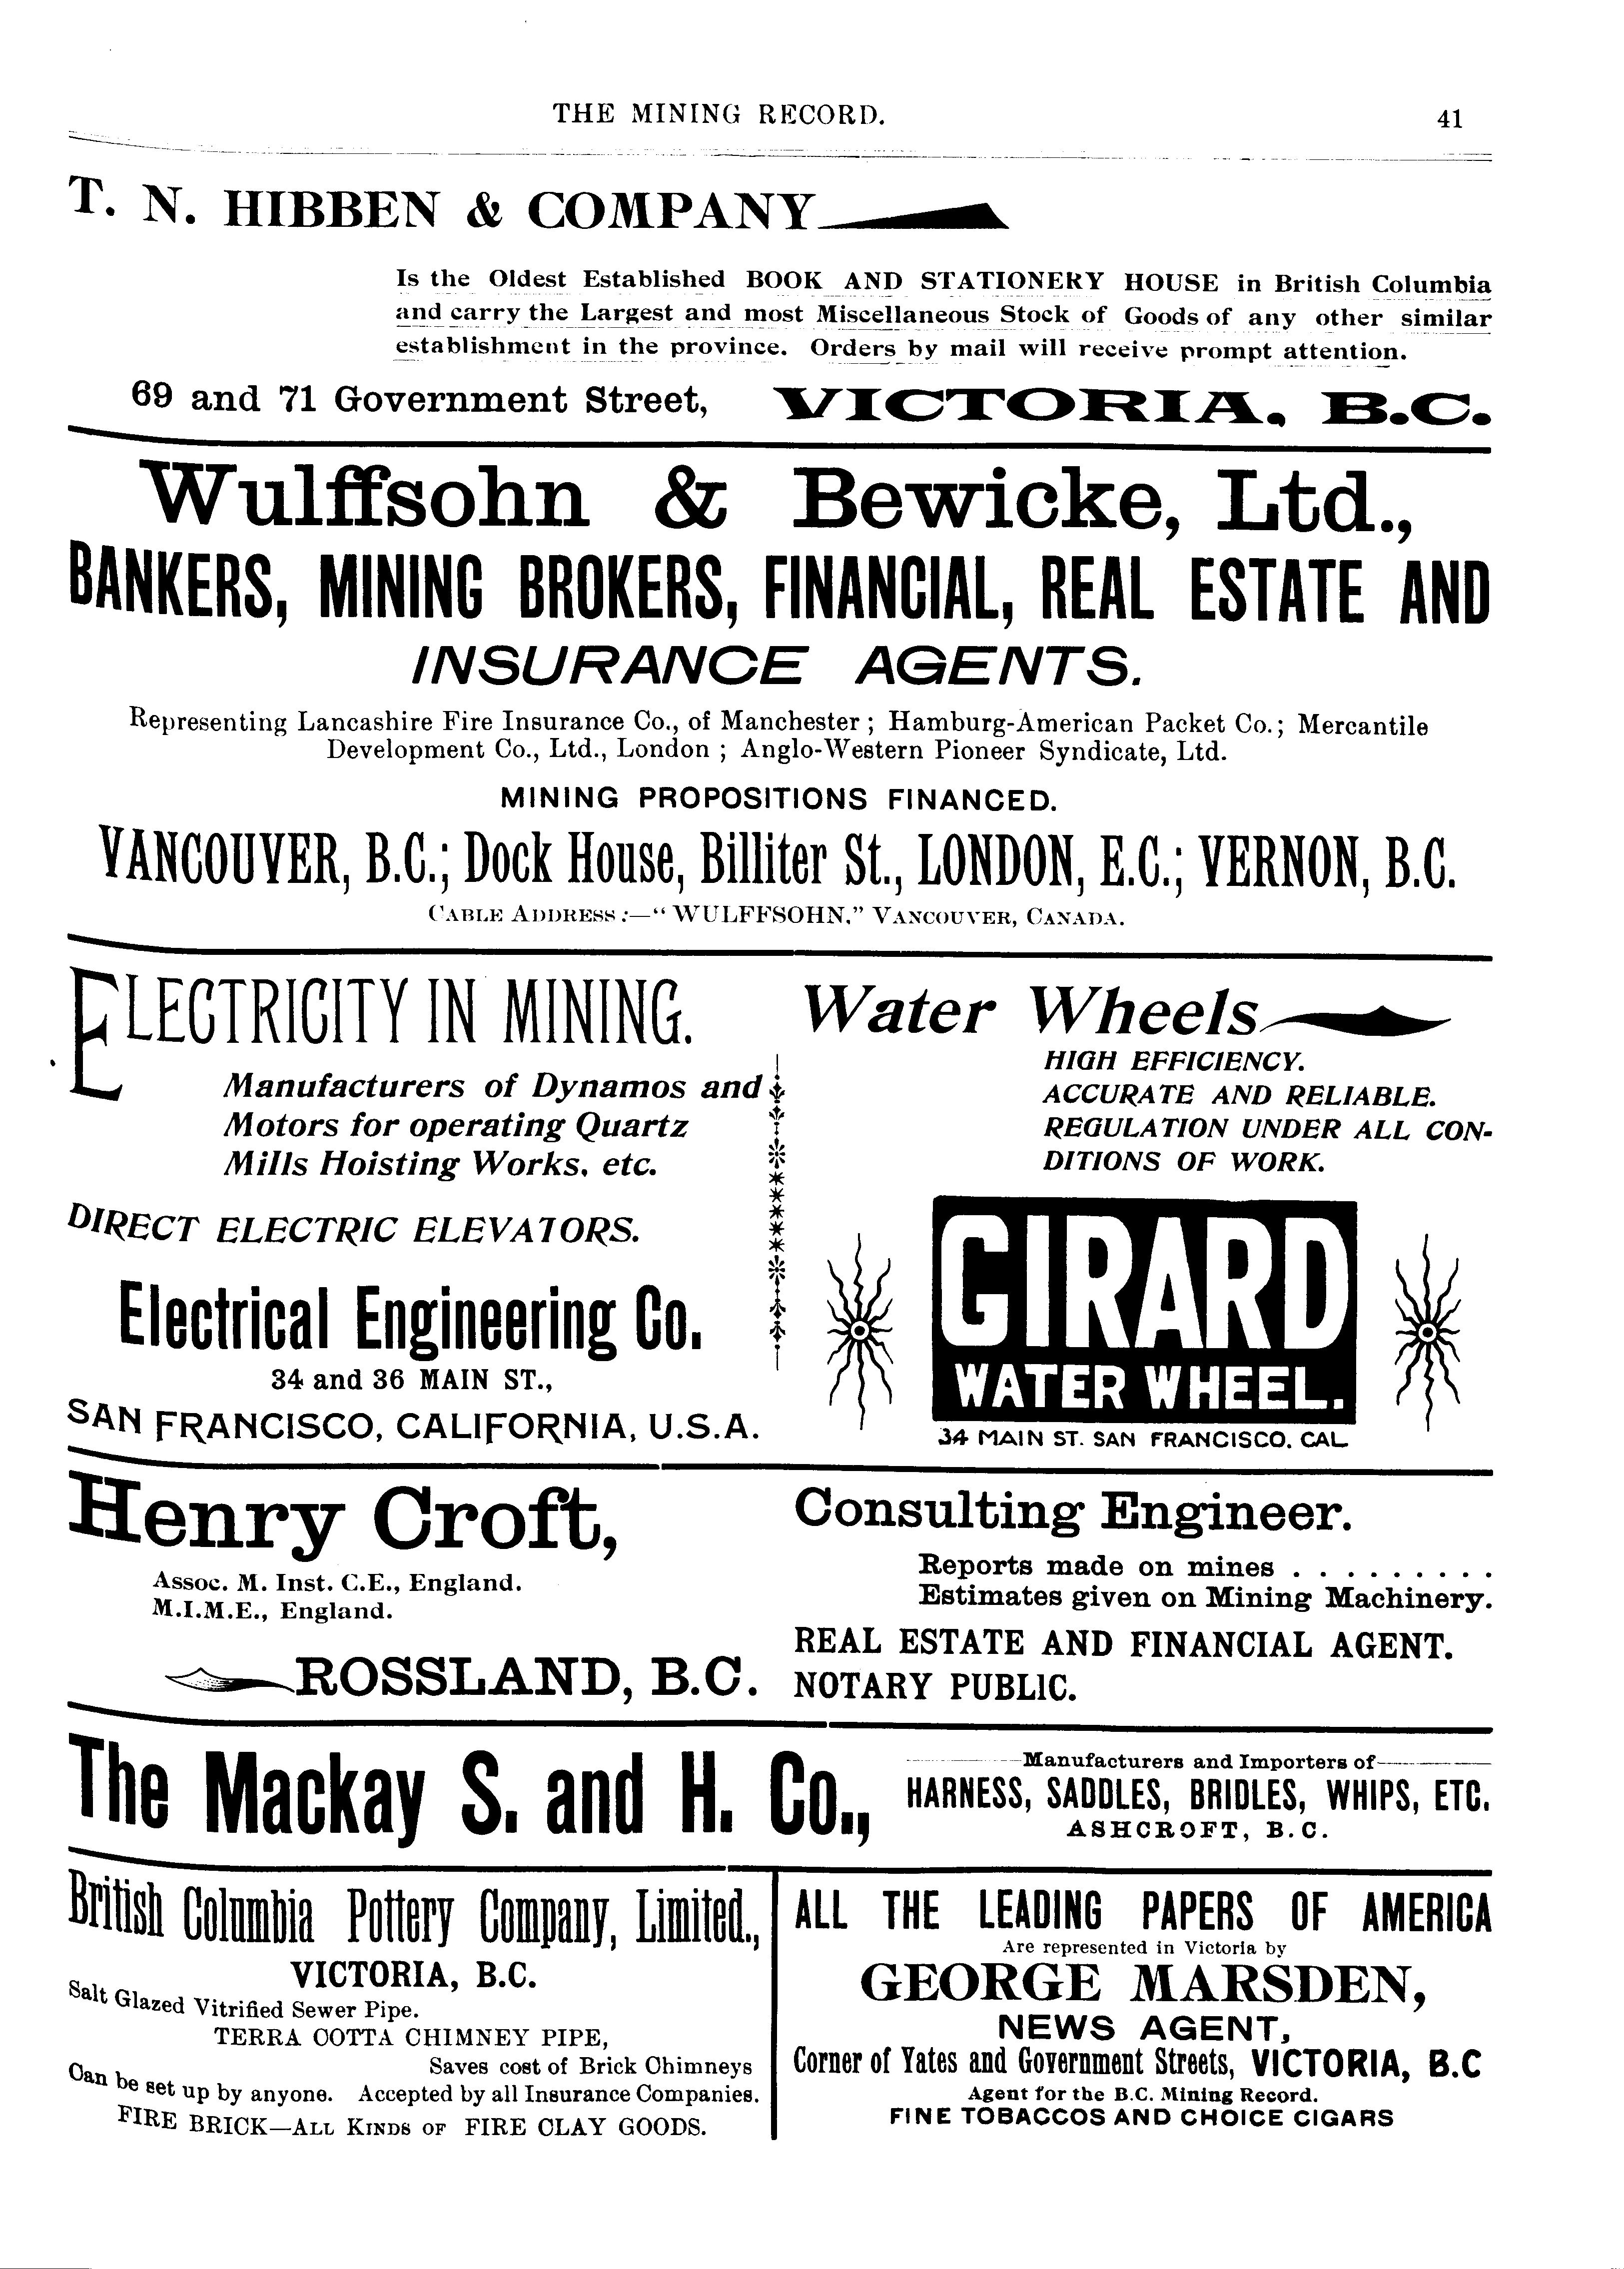 THE MINING RECORD.
41
T. N. HIBBEN & COMPANY
Is the Oldest Established BOOK AND STATIONERY HOUSE in British Columbia
and carry the Largest and most Miscellaneous Stock of Goods of any other similar
establishment in the province. Orders by mail will receive prompt attention.
69 and 71 Government Street, VICTORIA, B.C.
Wulffsohn & Bewicke, Ltd.,
BANKERS, MINING BROKERS, FINANCIAL, REAL ESTATE AND
INSURANCE AGENTS.
Representing Lancashire Fire Insurance Co., of Manchester ; Hamburg-American Packet Co.; Mercantile
Development Co., Ltd., London ; Anglo-Western Pioneer Syndicate, Ltd.
MINING PROPOSITIONS FINANCED.
VANCOUVER, B.C.; Dock House, Billiter St., LONDON, E.C.; VERNON, B.C.
CABLE ADDRESS:—"WULFFSOHN," VANCOUVER, CANADA.
ELECTRICITY IN MINING.
Manufacturers of Dynamos and
Motors for operating Quartz
Mills Hoisting Works, etc.
DIRECT ELECTRIC ELEVATORS.
Electrical Engineering Co.
34 and 36 MAIN ST.,
SAN FRANCISCO, CALIFORNIA, U.S.A.
Water Wheels
HIGH EFFICIENCY.
ACCURATE AND RELIABLE.
REGULATION UNDER ALL CON-
DITIONS OF WORK.
GIRARD
WATER WHEEL.
34 MAIN ST. SAN FRANCISCO. CAL
Henry Croft,
Assoc. M. Inst. C.E., England.
M.I.M.E., England.
ROSSLAND, B.C.
Consulting Engineer.
Reports made on mines . . . . . . . . .
Estimates given on Mining Machinery.
REAL ESTATE AND FINANCIAL AGENT.
NOTARY PUBLIC.
The Mackay S. and H. Co.,
Manufacturers and Importers of
HARNESS, SADDLES, BRIDLES, WHIPS, ETC.
ASHCROFT, B.C.
British Columbia Pottery Company, Limited.,
VICTORIA, B.C.
Salt Glazed Vitrified Sewer Pipe.
TERRA COTTA CHIMNEY PIPE,
Saves cost of Brick Chimneys
Can be set up by anyone. Accepted by all Insurance Companies.
FIRE BRICK—ALL KINDS OF FIRE CLAY GOODS.
ALL THE LEADING PAPERS OF AMERICA
Are represented in Victoria by
GEORGE MARSDEN,
NEWS AGENT,
Corner of Yates and Government Streets, VICTORIA, B.C
Agent for the B.C. Mining Record.
FINE TOBACCOS AND CHOICE CIGARS